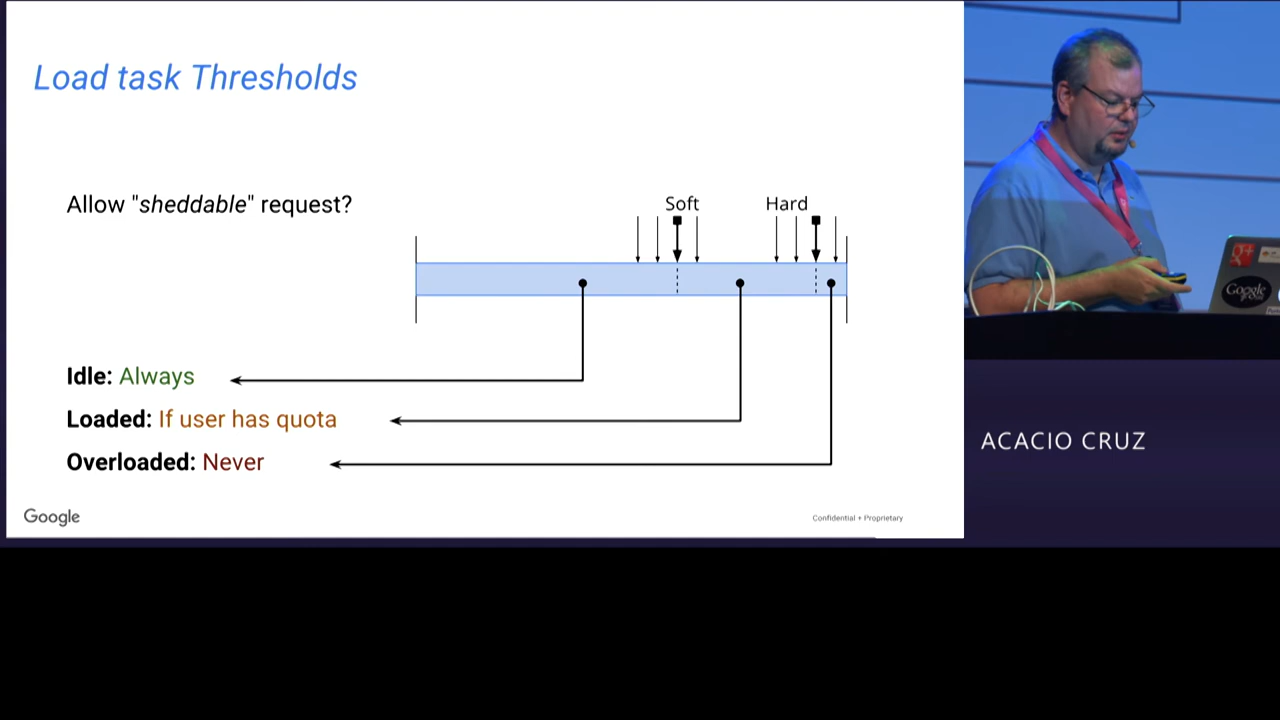 Load task Thresholds
Allow "sheddable" request?
Soft
Hard
Idle: Always
Loaded: If user has quota
Overloaded: Never
Google
Confidential + Proprietary
g+
Google
ACACIO CRUZ